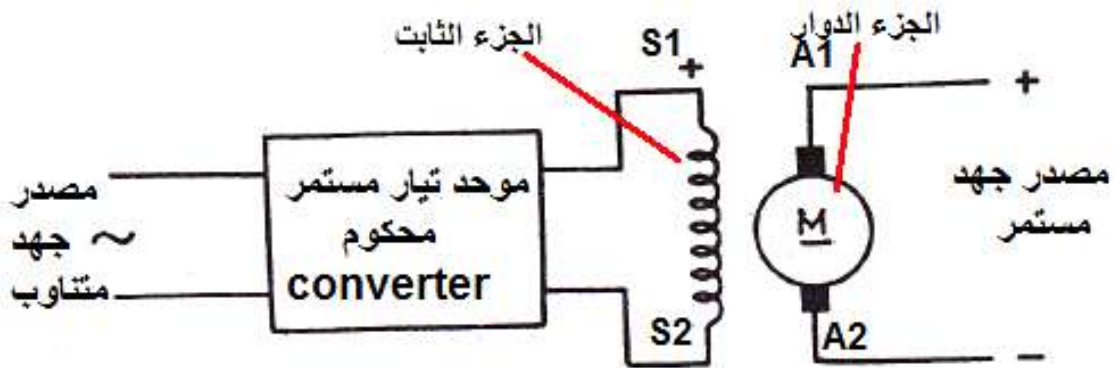 الجزء الثابت
الجزء الدوار
S1
+
A1
+
مصدر
جهد ~
متناوب
موحد تيار مستمر
محكوم
converter
M
مصدر جهد
مستمر
S2
A2
−